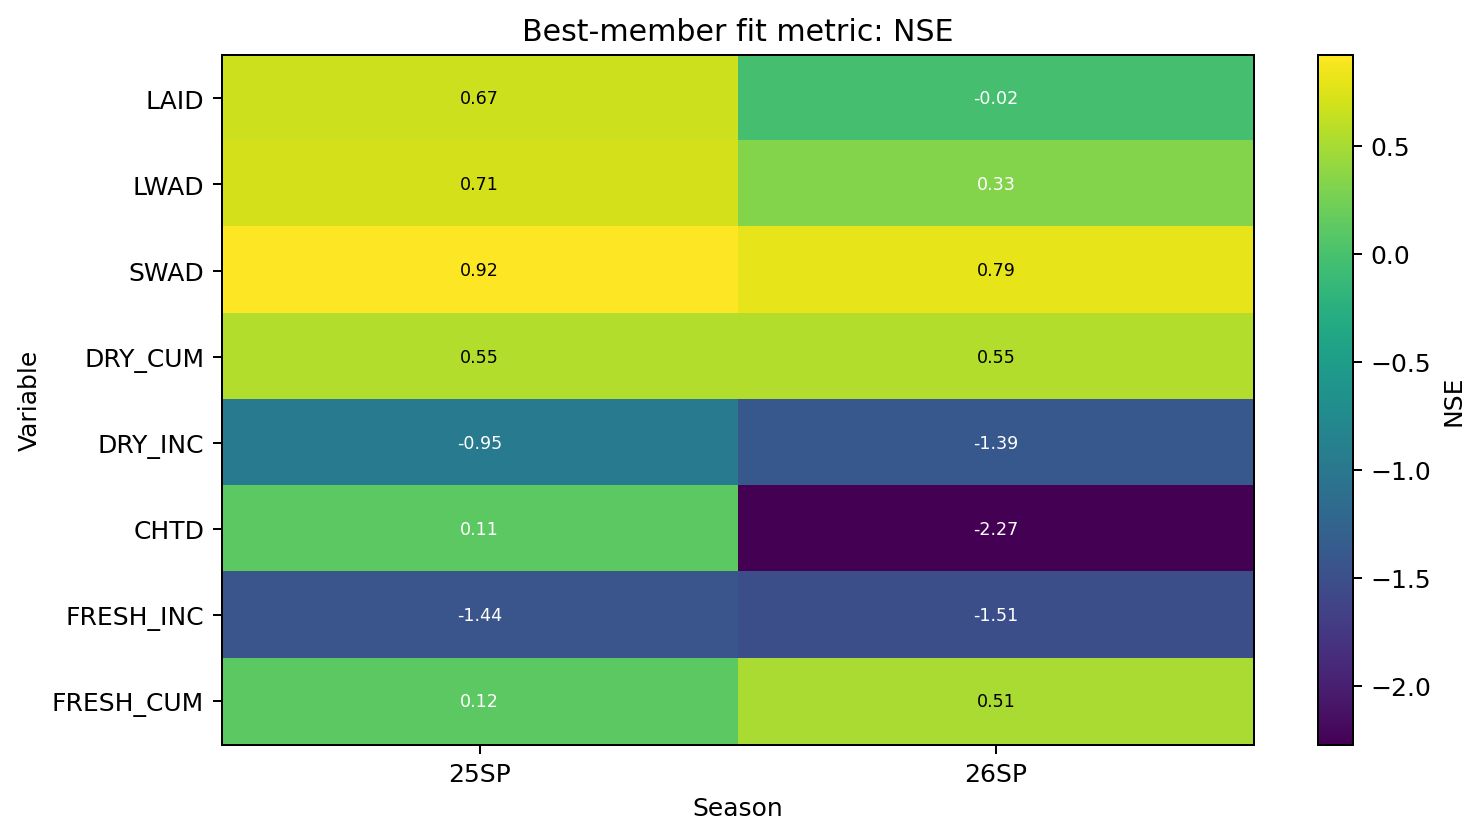 Best-member fit metric: NSE
Variable
LAID 0.67 -0.02
LWAD 0.71 0.33
SWAD 0.92 0.79
DRY_CUM 0.55 0.55
DRY_INC -0.95 -1.39
CHTD 0.11 -2.27
FRESH_INC -1.44 -1.51
FRESH_CUM 0.12 0.51
25SP 26SP
Season
0.5
0.0
−0.5
−1.0
−1.5
−2.0
NSE